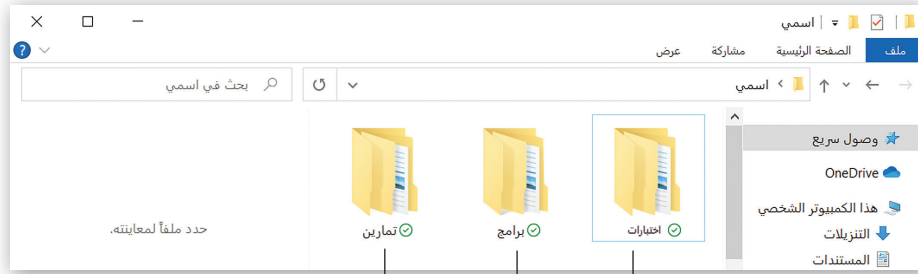 اسمي
ملف الصفحة الرئيسية مشاركة عرض
اسمي
بحث في اسمي
وصول سريع
OneDrive
هذا الكمبيوتر الشخصي
التنزيلات
المستندات
اختبارات
برامج
تمارين
حدد ملفاً لمعاينته.